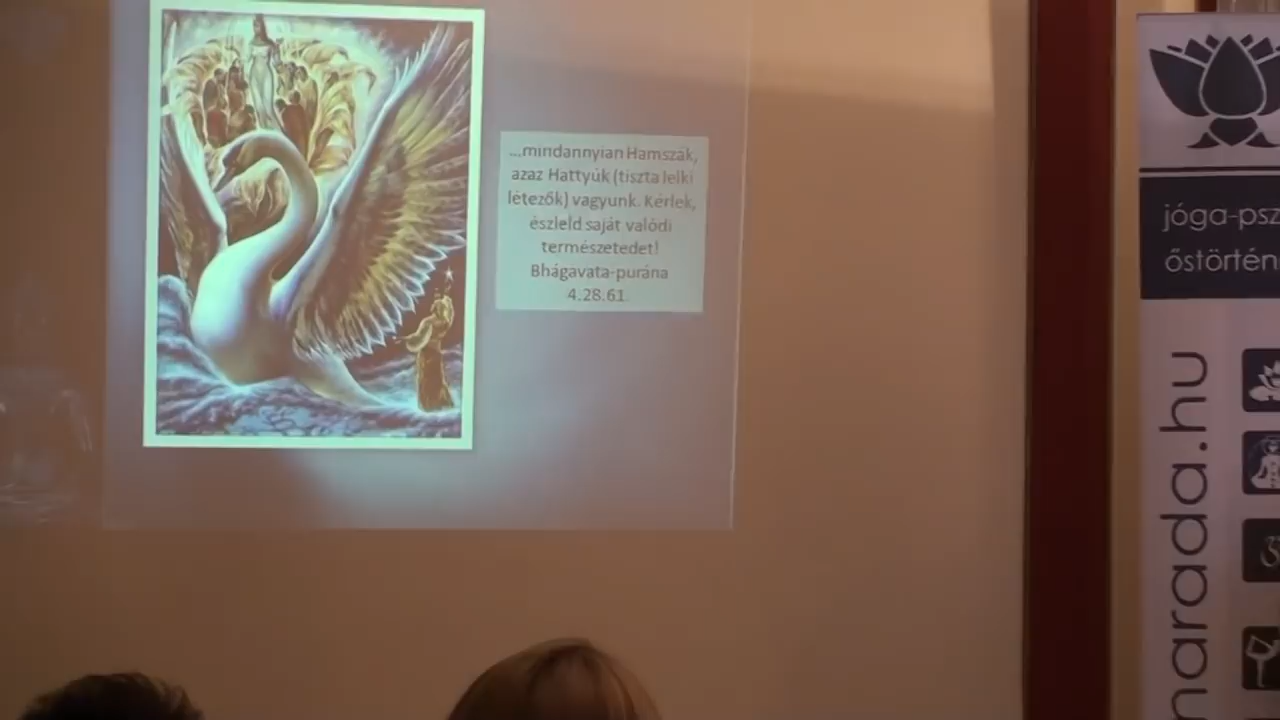 ...mindannyian Hamszák,
azaz Hattyúk (tiszta lelki
létezők) vagyunk. Kérlek,
észleld saját valódi
természetedet!
Bhágavata-purána
4.28.61.
jóga-psz
őstörtén
narada.hu